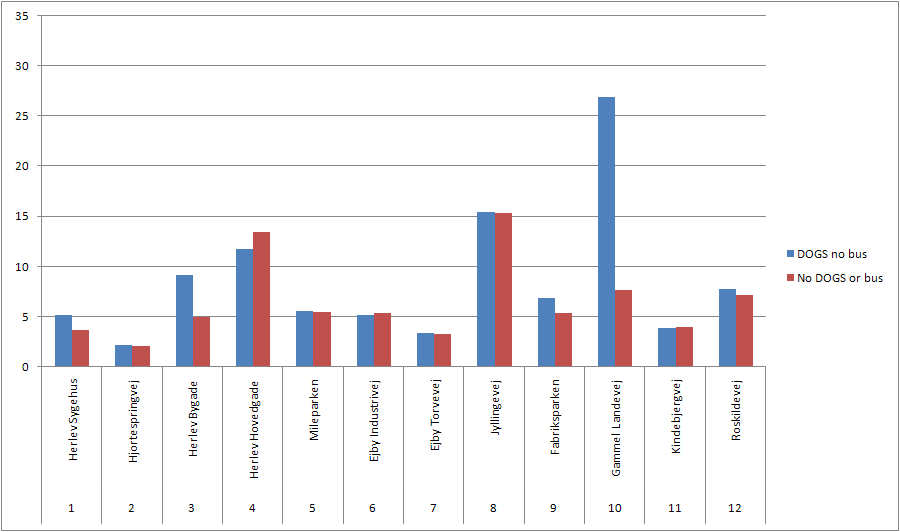 35
30
25
20
15
10
5
0
DOGS no bus
No DOGS or bus
Herlev Sygehus
Hjortespringvej
Herlev Bygade
Herlev Hovedgade
Mileparken
Ejby Industrivej
Ejby Torvevej
Jyllingevej
Fabriksparken
Gammel Landevej
Kindebjergvej
Roskildevej
1 2 3 4 5 6 7 8 9 10 11 12